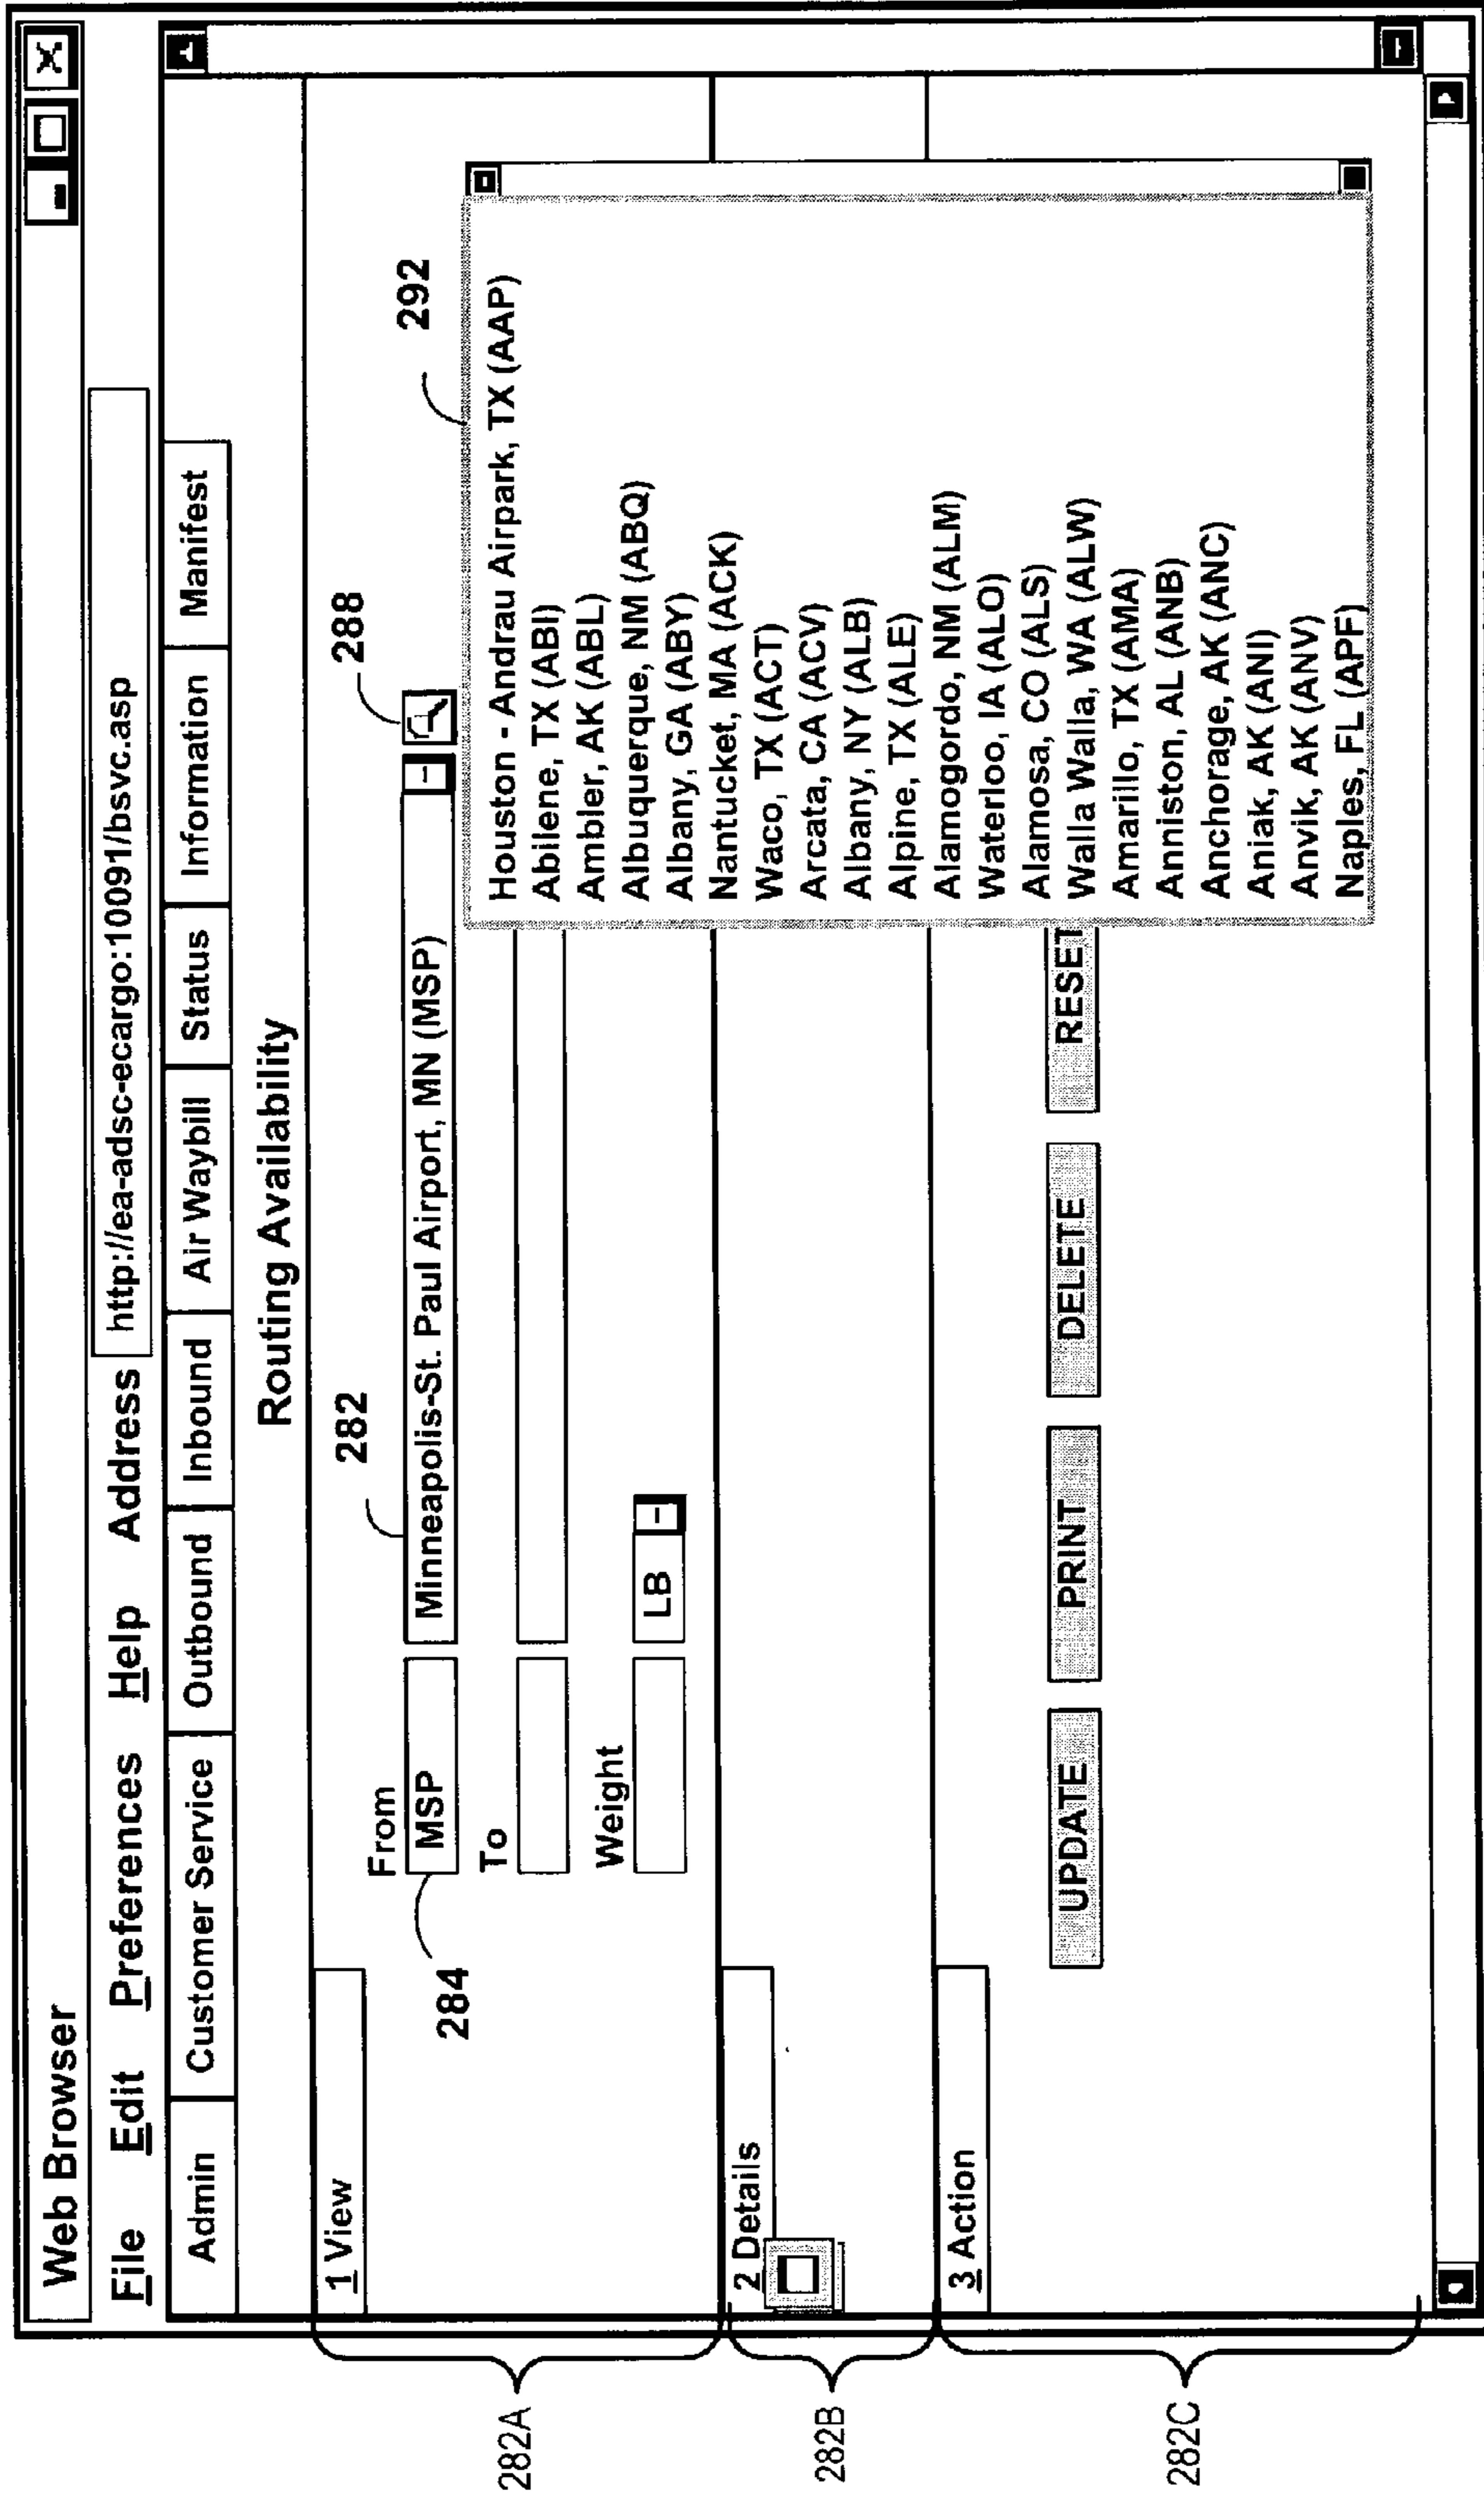 Web Browser
File Edit Preferences Help Address http://ea-adsc-ecargo:10091/bsvc.asp
Admin Customer Service Outbound Inbound Air Waybill Status Information Manifest
Routing Availability
1 View
282
288
292
From
MSP Minneapolis-St. Paul Airport, MN (MSP)
284
To
Weight
LB
Houston - Andrau Airpark, TX (AAP)
Abilene, TX (ABI)
Ambler, AK (ABL)
Albuquerque, NM (ABQ)
Albany, GA (ABY)
Nantucket, MA (ACK)
Waco, TX (ACT)
Arcata, CA (ACV)
Albany, NY (ALB)
Alpine, TX (ALE)
Alamogordo, NM (ALM)
Waterloo, IA (ALO)
Alamosa, CO (ALS)
Walla Walla, WA (ALW)
Amarillo, TX (AMA)
Anniston, AL (ANB)
Anchorage, AK (ANC)
Aniak, AK (ANI)
Anvik, AK (ANV)
Naples, FL (APF)
282A
2 Details
282B
3 Action
UPDATE PRINT DELETE RESET
282C